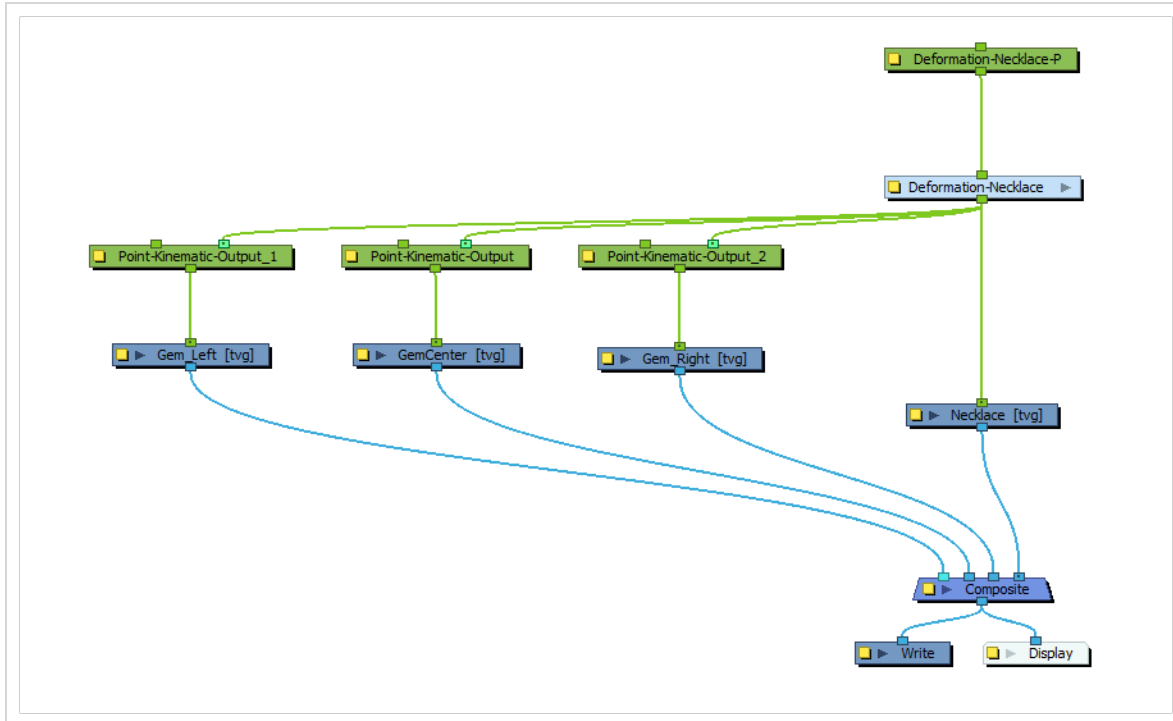 Deformation-Necklace-P
Deformation-Necklace
Point-Kinematic-Output_1
Point-Kinematic-Output
Point-Kinematic-Output_2
Gem_Left [tvg]
GemCenter [tvg]
Gem_Right [tvg]
Necklace [tvg]
Composite
Write
Display